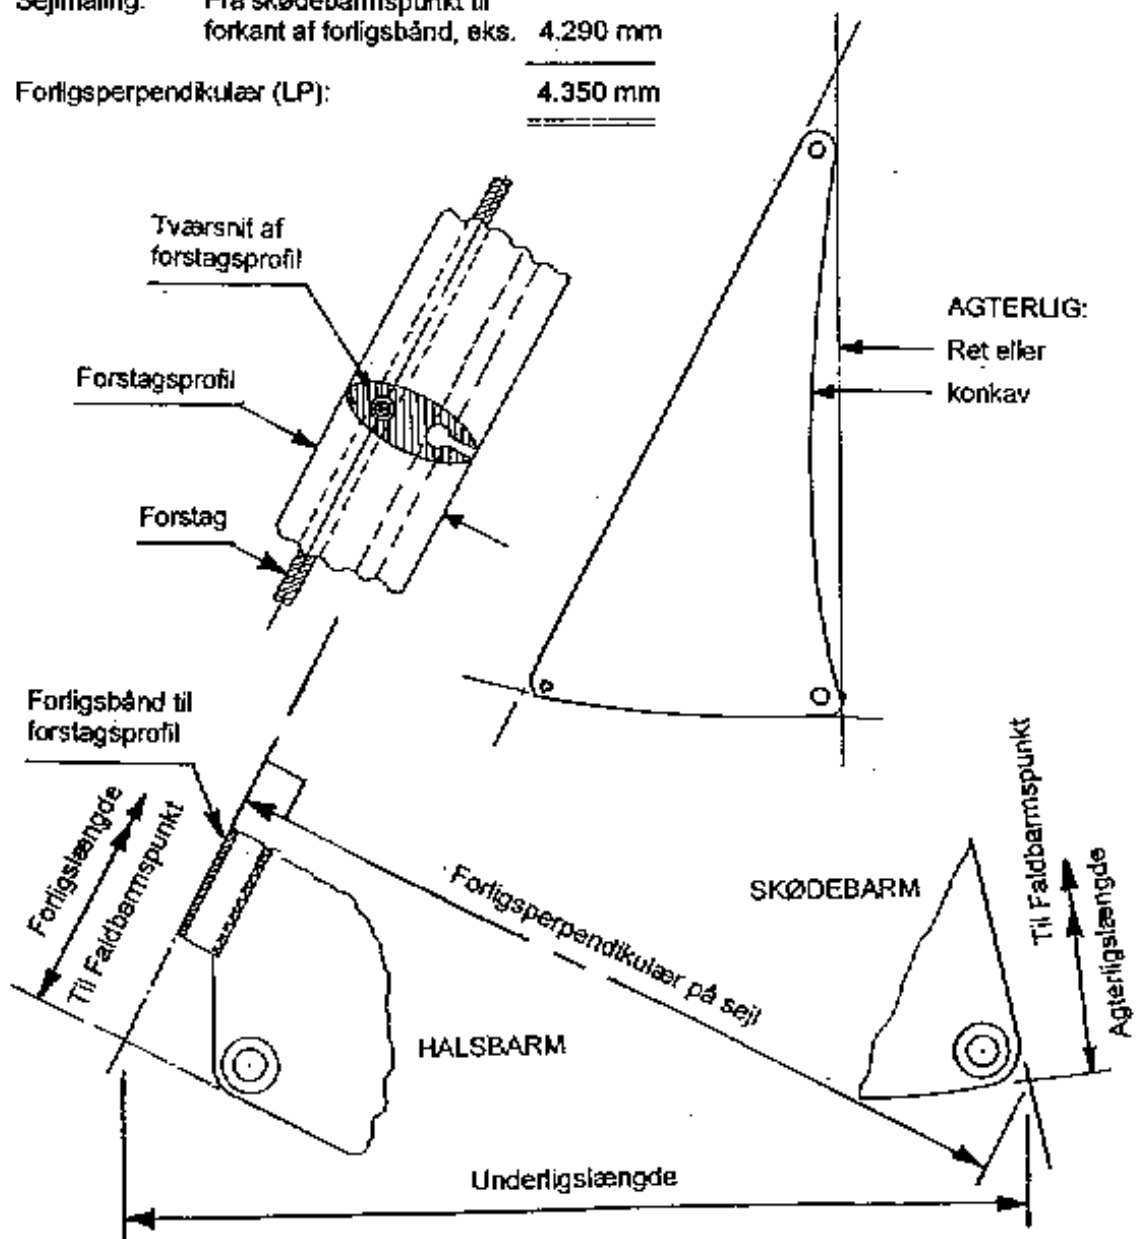 Sejlmåling: Fra skødebarmspunkt til
forkant af forligsbånd, eks. 4.290 mm
Forligsperpendikulær (LP): 4.350 mm
Tværsnit af
forstagsprofil
Forstagsprofil
Forstag
AGTERLIG:
Ret eller
konkav
Forligsbånd til
forstagsprofil
Forligslængde
Til Faldbarmspunkt
HALSBARM
Forligsperpendikulær på sejl
SKØDEBARM
Til Faldbarmspunkt
Agterligslængde
Underligslængde